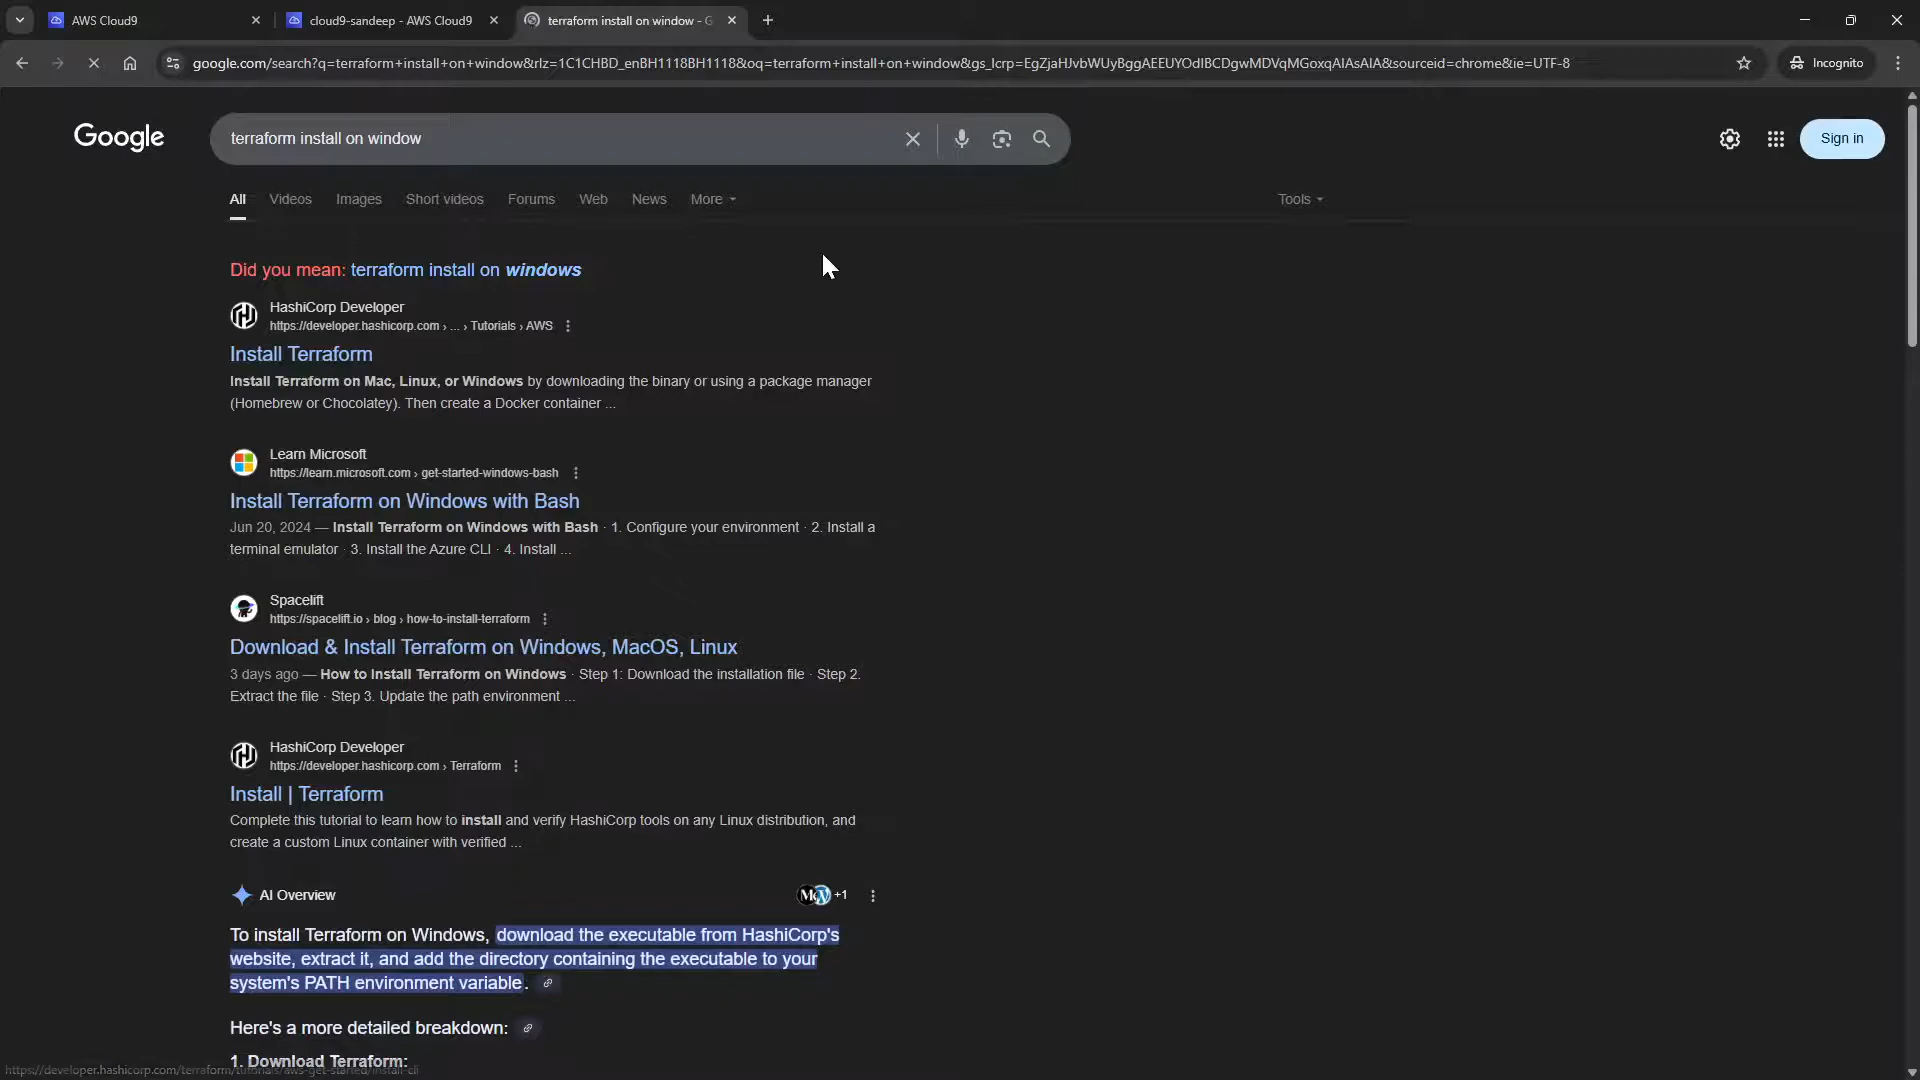 AWS Cloud9
cloud9-sandeep - AWS Cloud9
terraform install on window - G
google.com/search?q=terraform+install+on+window&rlz=1C1CHBD_enBH1118BH1118&oq=terraform+install+on+window&gs_lcrp=EgZjaHJvbWUyBggAEEUYOdIBCDgwMDVqMGoxqAIAsAIA&sourceid=chrome&ie=UTF-8
Incognito
Google
terraform install on window
Sign in
All
Videos
Images
Short videos
Forums
Web
News
More
Tools
Did you mean: terraform install on windows
HashiCorp Developer
https://developer.hashicorp.com › ... › Tutorials › AWS
Install Terraform
Install Terraform on Mac, Linux, or Windows by downloading the binary or using a package manager
(Homebrew or Chocolatey). Then create a Docker container ...
Learn Microsoft
https://learn.microsoft.com › get-started-windows-bash
Install Terraform on Windows with Bash
Jun 20, 2024 — Install Terraform on Windows with Bash · 1. Configure your environment · 2. Install a
terminal emulator · 3. Install the Azure CLI · 4. Install ...
Spacelift
https://spacelift.io › blog › how-to-install-terraform
Download & Install Terraform on Windows, MacOS, Linux
3 days ago — How to Install Terraform on Windows · Step 1: Download the installation file · Step 2.
Extract the file · Step 3. Update the path environment ...
HashiCorp Developer
https://developer.hashicorp.com › Terraform
Install | Terraform
Complete this tutorial to learn how to install and verify HashiCorp tools on any Linux distribution, and
create a custom Linux container with verified ...
AI Overview
+1
To install Terraform on Windows, download the executable from HashiCorp's
website, extract it, and add the directory containing the executable to your
system's PATH environment variable.
Here's a more detailed breakdown:
1. Download Terraform:
https://developer.hashicorp.com/terraform/tutorials/aws-get-started/install-cli